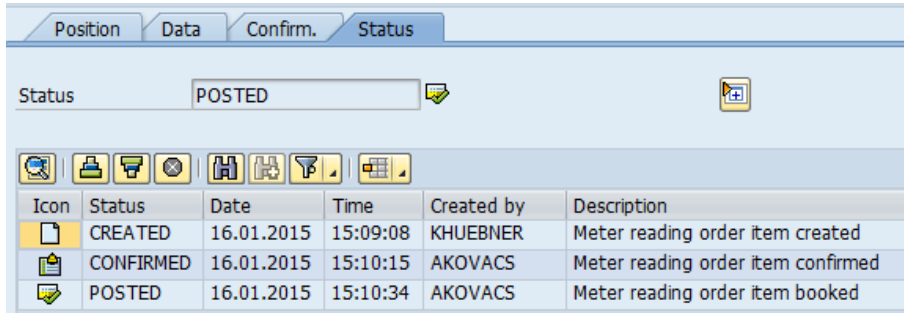 Position Data Confirm. Status
Status POSTED
Icon Status Date Time Created by Description
CREATED 16.01.2015 15:09:08 KHUEBNER Meter reading order item created
CONFIRMED 16.01.2015 15:10:15 AKOVACS Meter reading order item confirmed
POSTED 16.01.2015 15:10:34 AKOVACS Meter reading order item booked